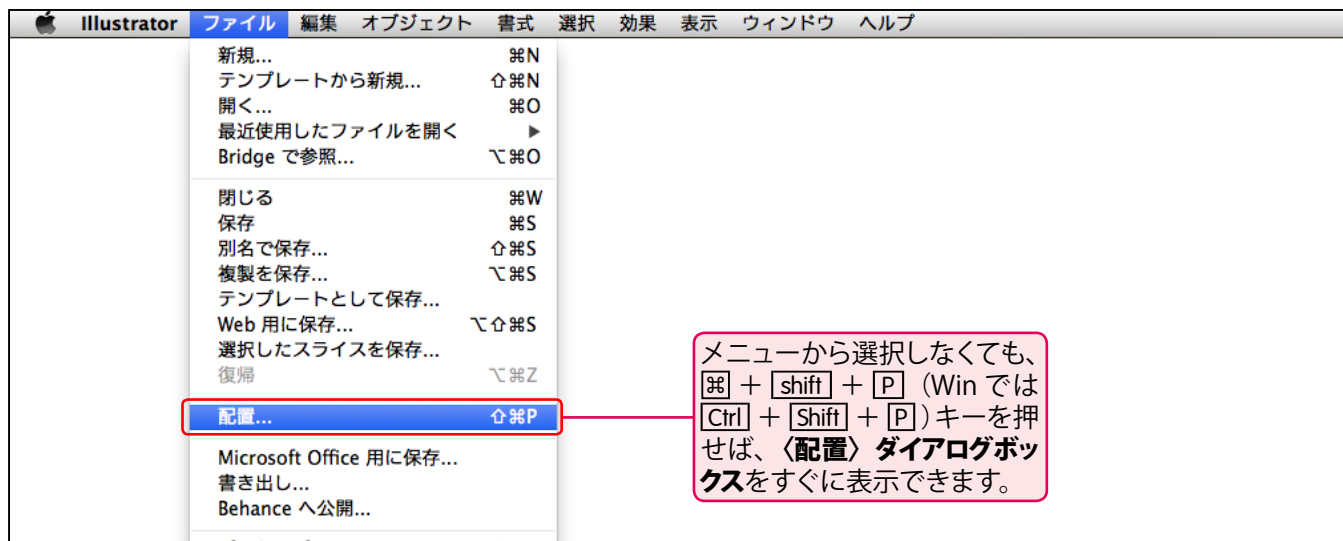 Illustrator ファイル 編集 オブジェクト 書式 選択 効果 表示 ウィンドウ ヘルプ
新規... ⌘N
テンプレートから新規... ⇧⌘N
開く... ⌘O
最近使用したファイルを開く ▶
Bridge で参照... ⌥⌘O
閉じる ⌘W
保存 ⌘S
別名で保存... ⇧⌘S
複製を保存... ⌥⌘S
テンプレートとして保存...
Web 用に保存... ⌥⇧⌘S
選択したスライスを保存...
復帰 ⌥⌘Z
配置... ⇧⌘P
Microsoft Office 用に保存...
書き出し...
Behance へ公開...
メニューから選択しなくても、
⌘ + shift + P (Win では
Ctrl + Shift + P)キーを押
せば、〈配置〉ダイアログボッ
クスをすぐに表示できます。